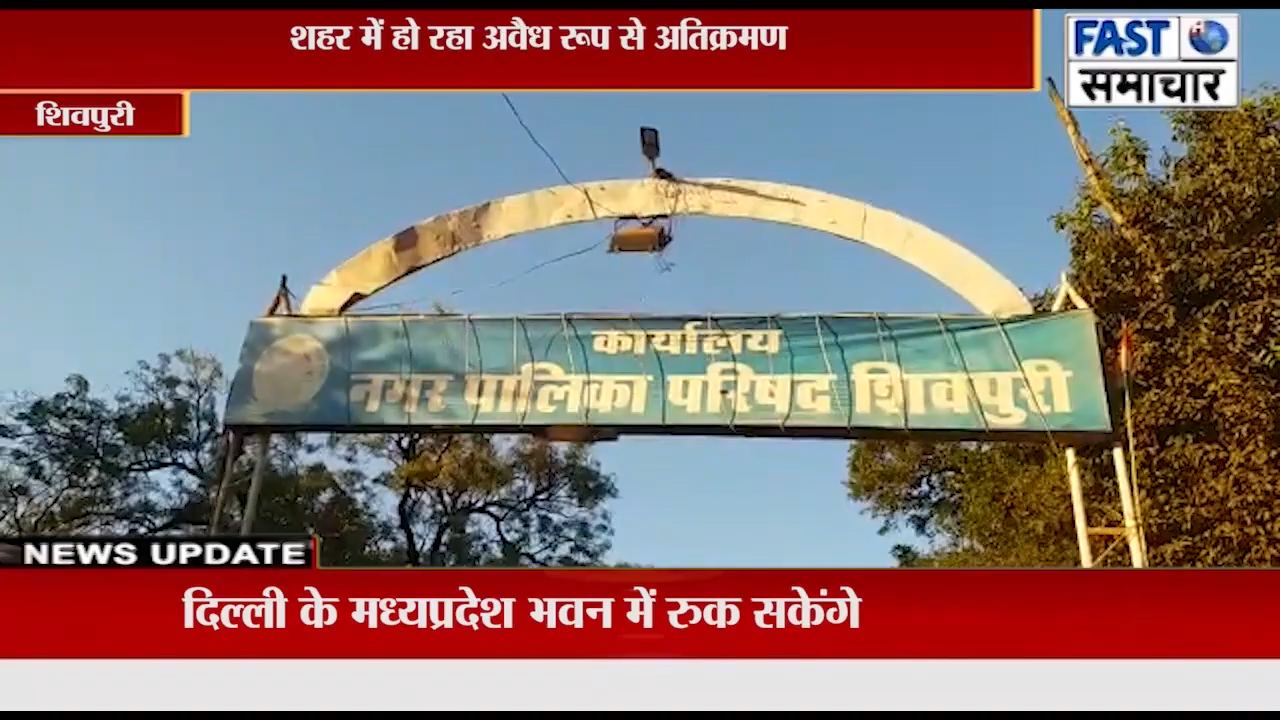 शहर में हो रहा अवैध रूप से अतिक्रमण
FAST
समाचार
शिवपुरी
कार्यालय
नगर पालिका परिषद शिवपुरी
NEWS UPDATE
दिल्ली के मध्यप्रदेश भवन में रुक सकेंगे